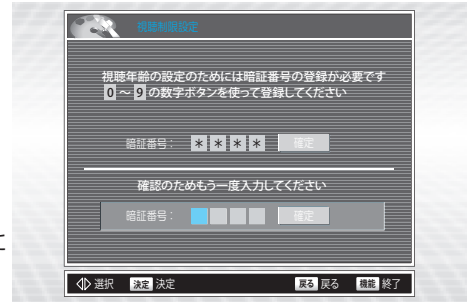 視聴制限設定
視聴年齢の設定のためには暗証番号の登録が必要です
0 ~ 9 の数字ボタンを使って登録してください
暗証番号： * * * * 確定
確認のためもう一度入力してください
暗証番号： 確定
選択 決定 決定 戻る 戻る 機能 終了